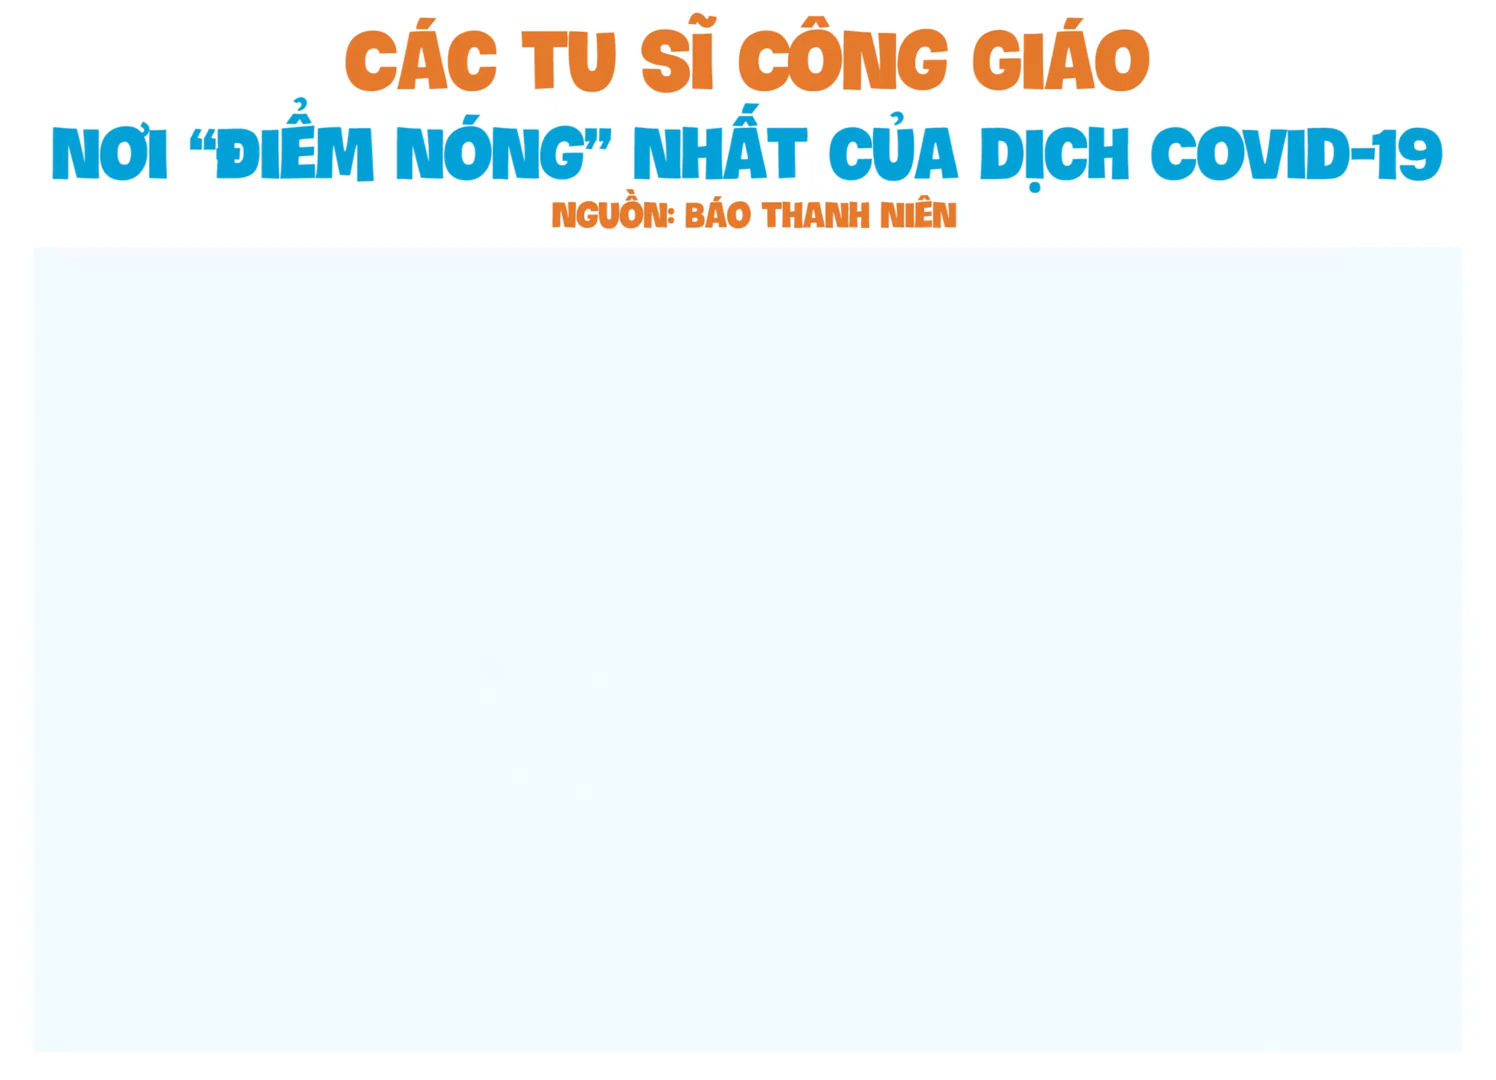 CÁC TU SĨ CÔNG GIÁO
NƠI “ĐIỂM NÓNG” NHẤT CỦA DỊCH COVID-19
NGUỒN: BÁO THANH NIÊN